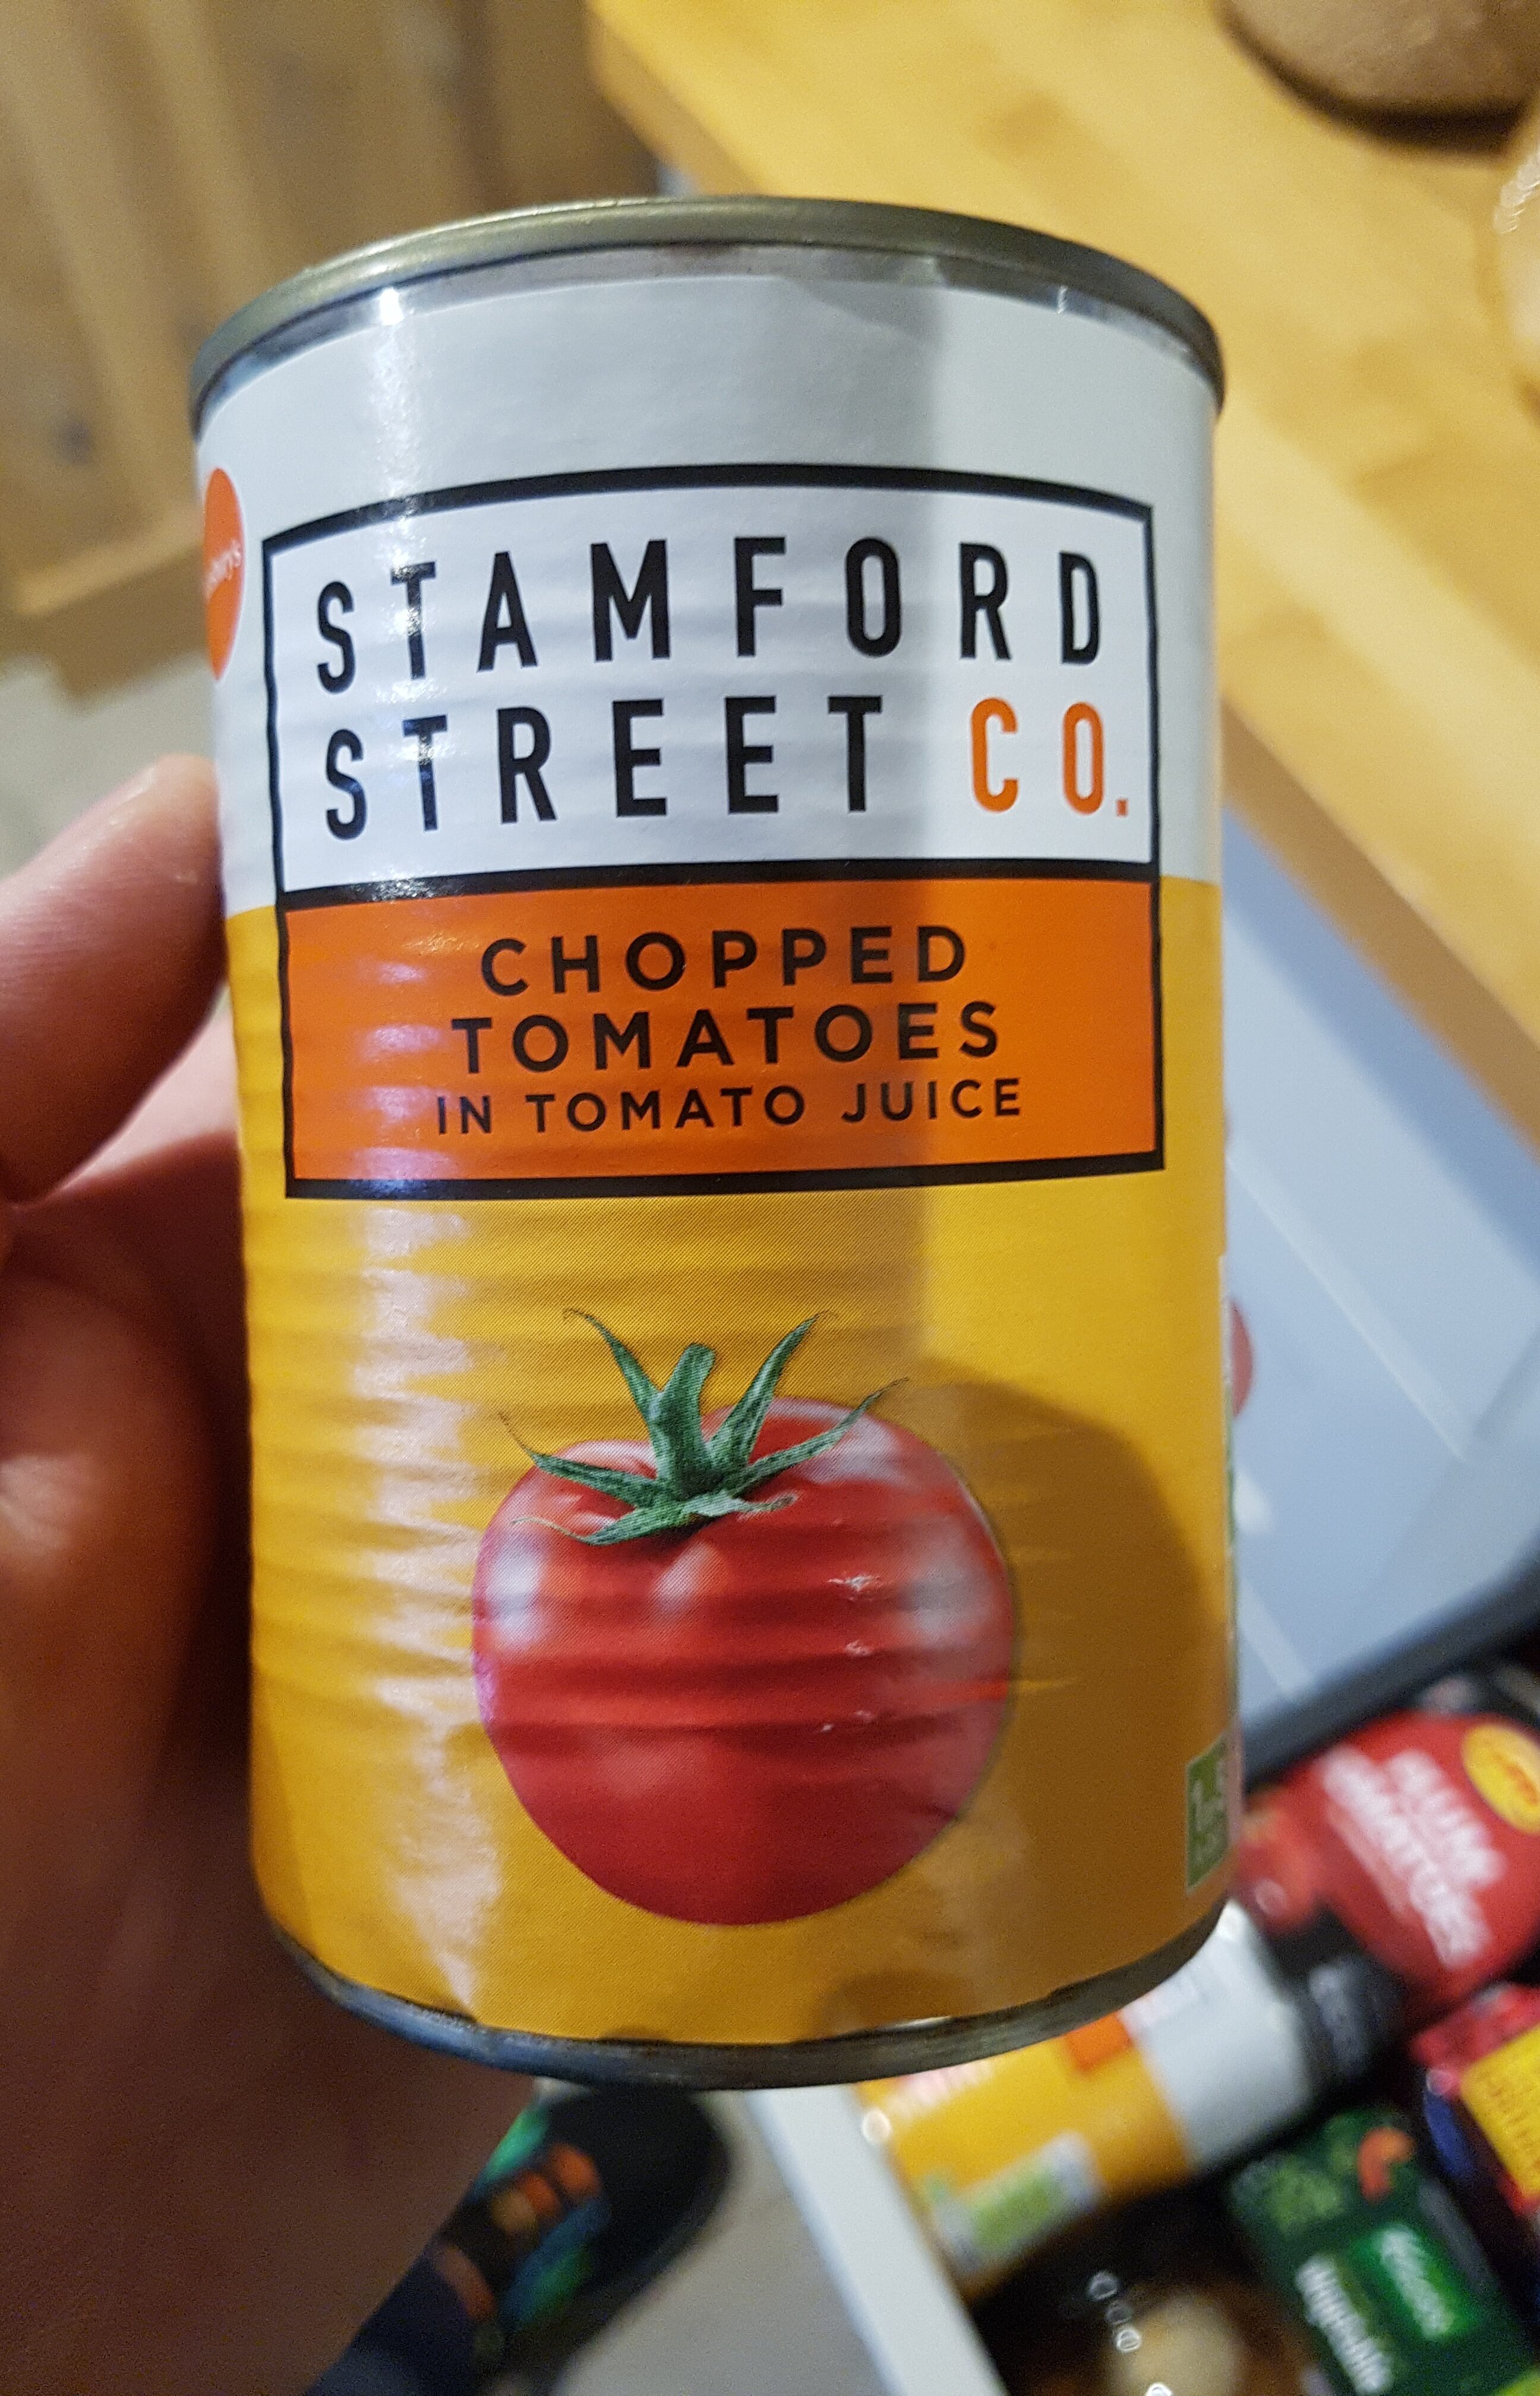 STAMFORD
STREET CO.
CHOPPED
TOMATOES
IN TOMATO JUICE